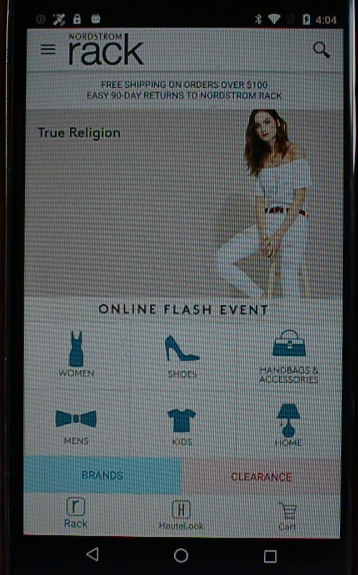 4:04
NORDSTROM
rack
FREE SHIPPING ON ORDERS OVER $100
EASY 90-DAY RETURNS TO NORDSTROM RACK
True Religion
ONLINE FLASH EVENT
WOMEN
SHOES
HANDBAGS &
ACCESSORIES
MENS
KIDS
HOME
BRANDS
CLEARANCE
r
H
Rack
HauteLook
Cart